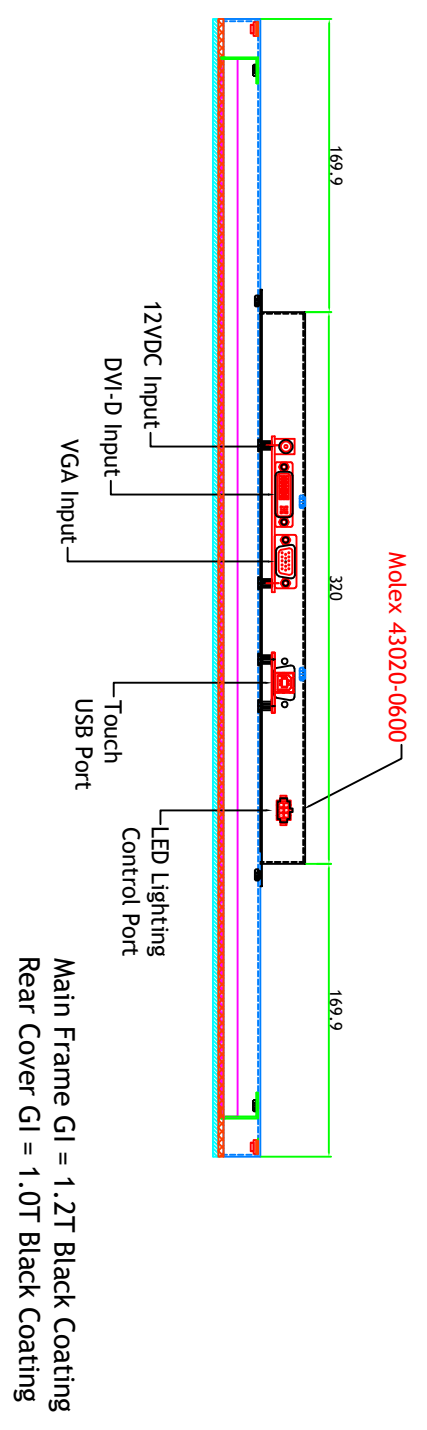 169.9
320
169.9
Molex 43020-0600
12VDC Input
DVI-D Input
VGA Input
Touch
USB Port
LED Lighting
Control Port
Main Frame GI = 1.2T Black Coating
Rear Cover GI = 1.0T Black Coating